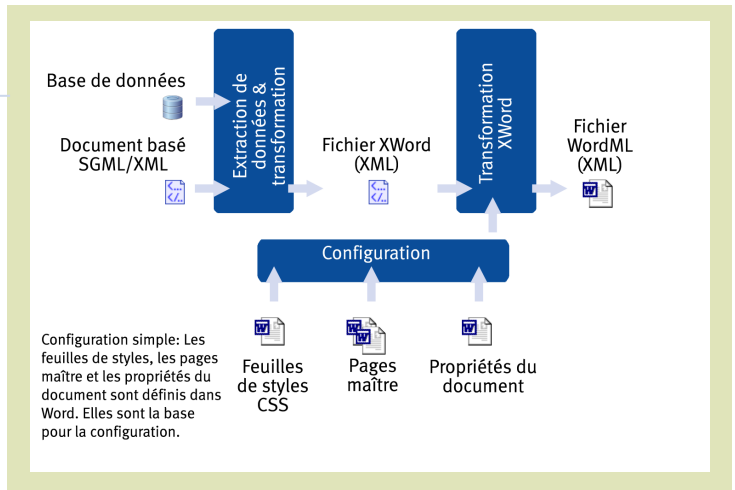 Base de données
Document basé
SGML/XML
Extraction de
données &
transformation
Fichier XWord
(XML)
Transformation
XWord
Fichier
WordML
(XML)
Configuration
Feuilles
de styles
CSS
Pages
maître
Propriétés du
document
Configuration simple: Les
feuilles de styles, les pages
maître et les propriétés du
document sont définis dans
Word. Elles sont la base
pour la configuration.